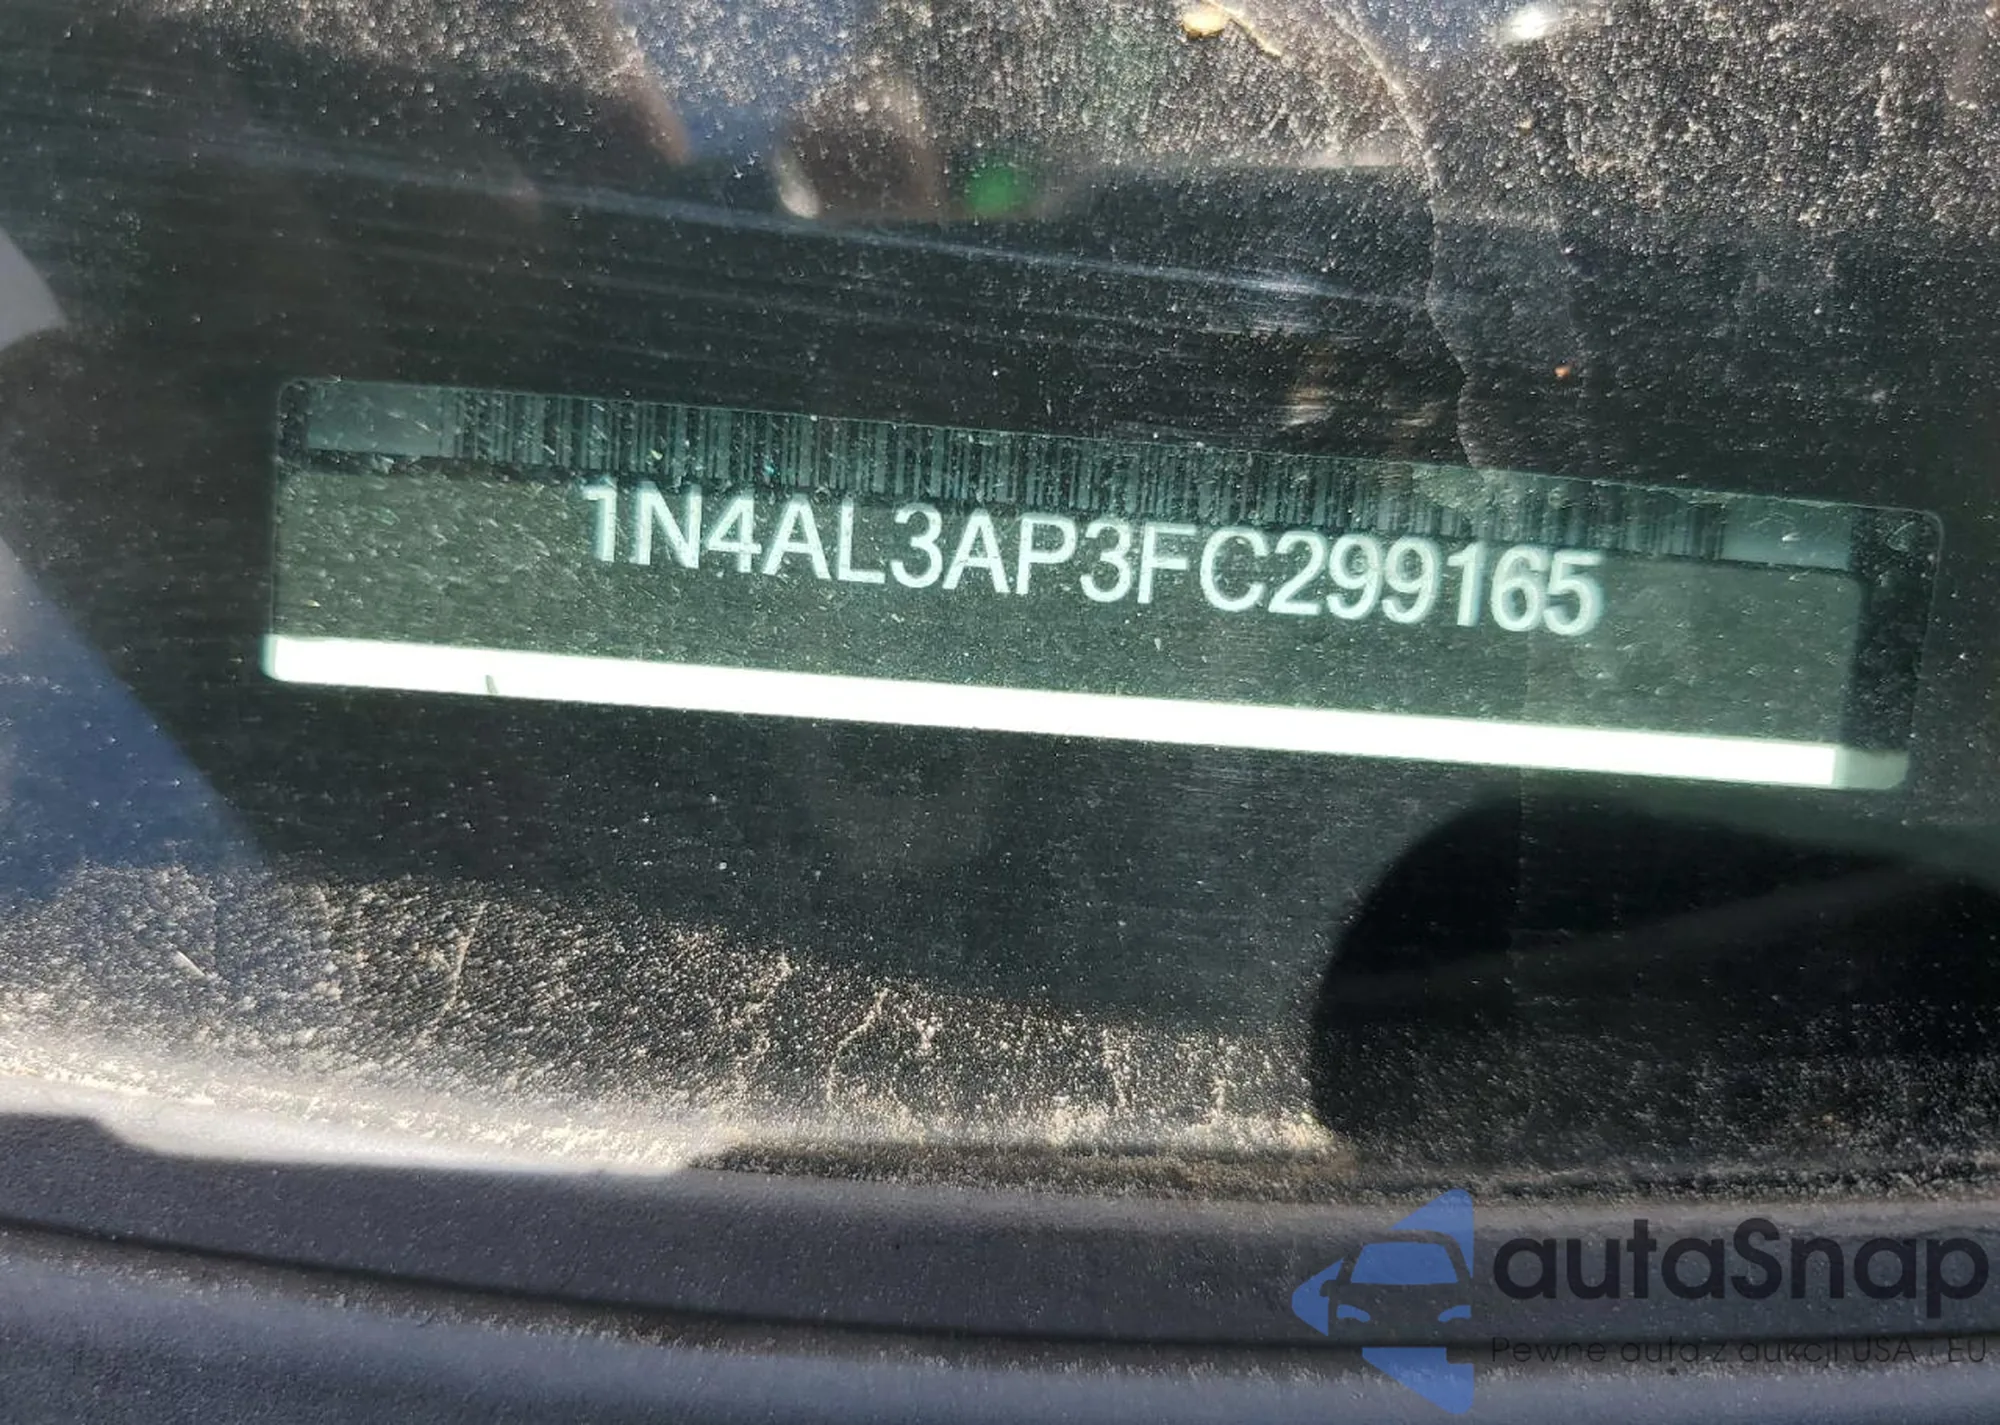 1N4AL3AP3FC299165
autaSnap
Pewne auta z aukcji USA i EU